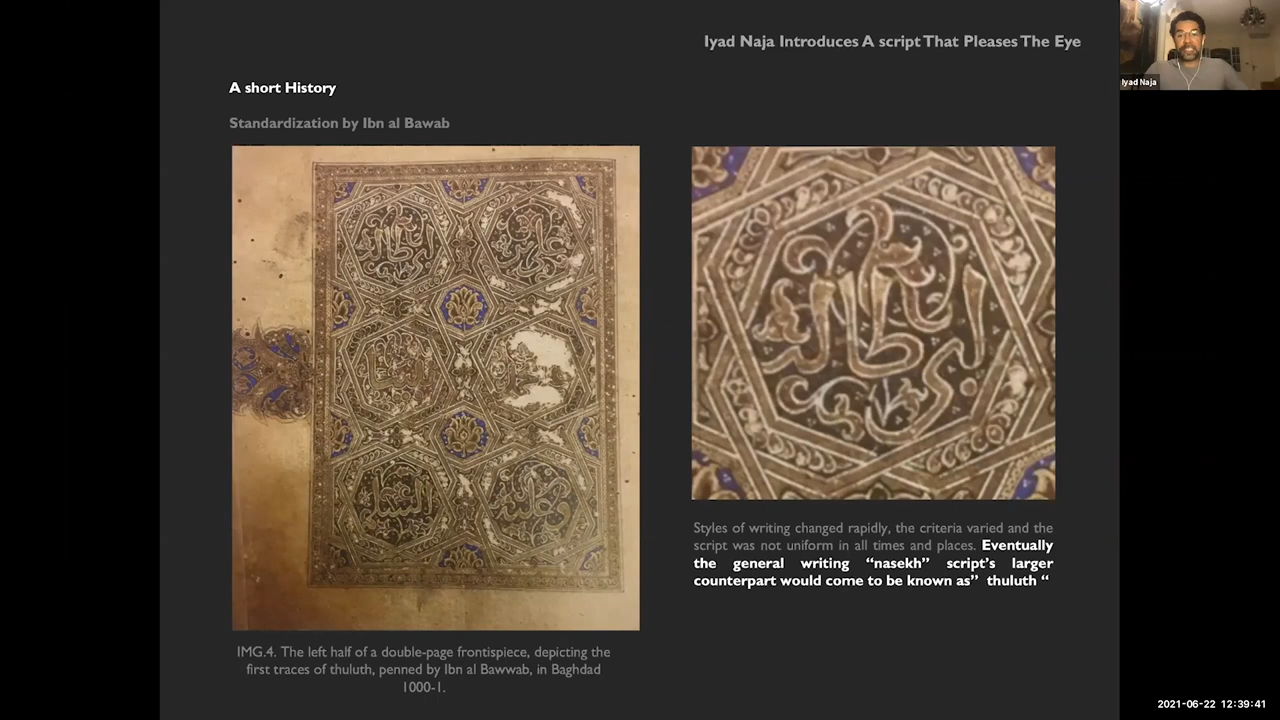 Iyad Naja Introduces A script That Pleases The Eye
Iyad Naja
A short History
Standardization by Ibn al Bawab
Styles of writing changed rapidly, the criteria varied and the
script was not uniform in all times and places. Eventually
the general writing “nasekh” script’s larger
counterpart would come to be known as” thuluth “
IMG.4. The left half of a double-page frontispiece, depicting the
first traces of thuluth, penned by Ibn al Bawwab, in Baghdad
1000-1.
2021-06-22 12:39:41